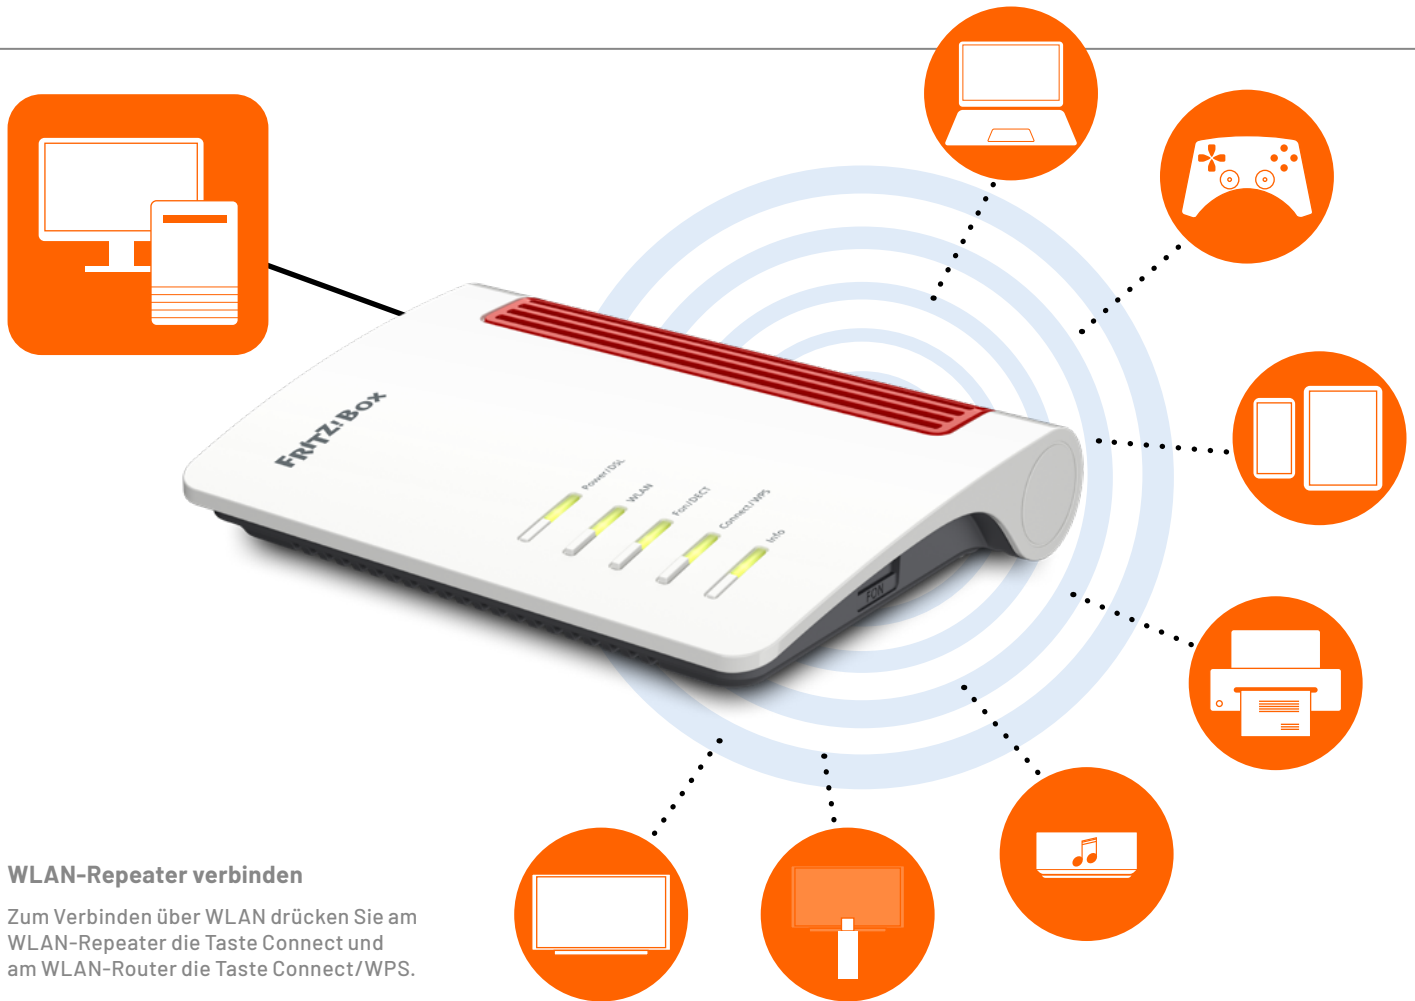 FRITZ!Box
Power/DSL
WLAN
Fon/DECT
Connect/WPS
Info
FON
WLAN-Repeater verbinden
Zum Verbinden über WLAN drücken Sie am
WLAN-Repeater die Taste Connect und
am WLAN-Router die Taste Connect/WPS.